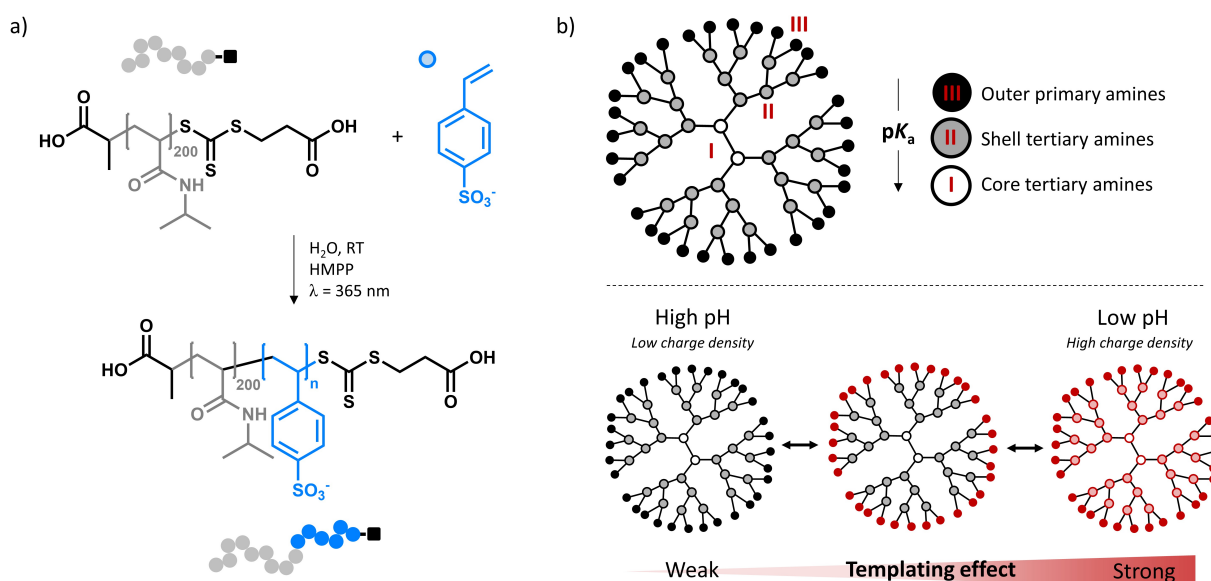 a)
O
HO
S
S
OH
200
O
NH
S
O
+
SO₃⁻
H₂O, RT
HMPP
λ = 365 nm
O
HO
S
S
OH
200
n
O
NH
S
O
SO₃⁻
b)
III
II
I
pKₐ
III Outer primary amines
II Shell tertiary amines
I Core tertiary amines
High pH
Low charge density
Low pH
High charge density
Weak
Templating effect
Strong